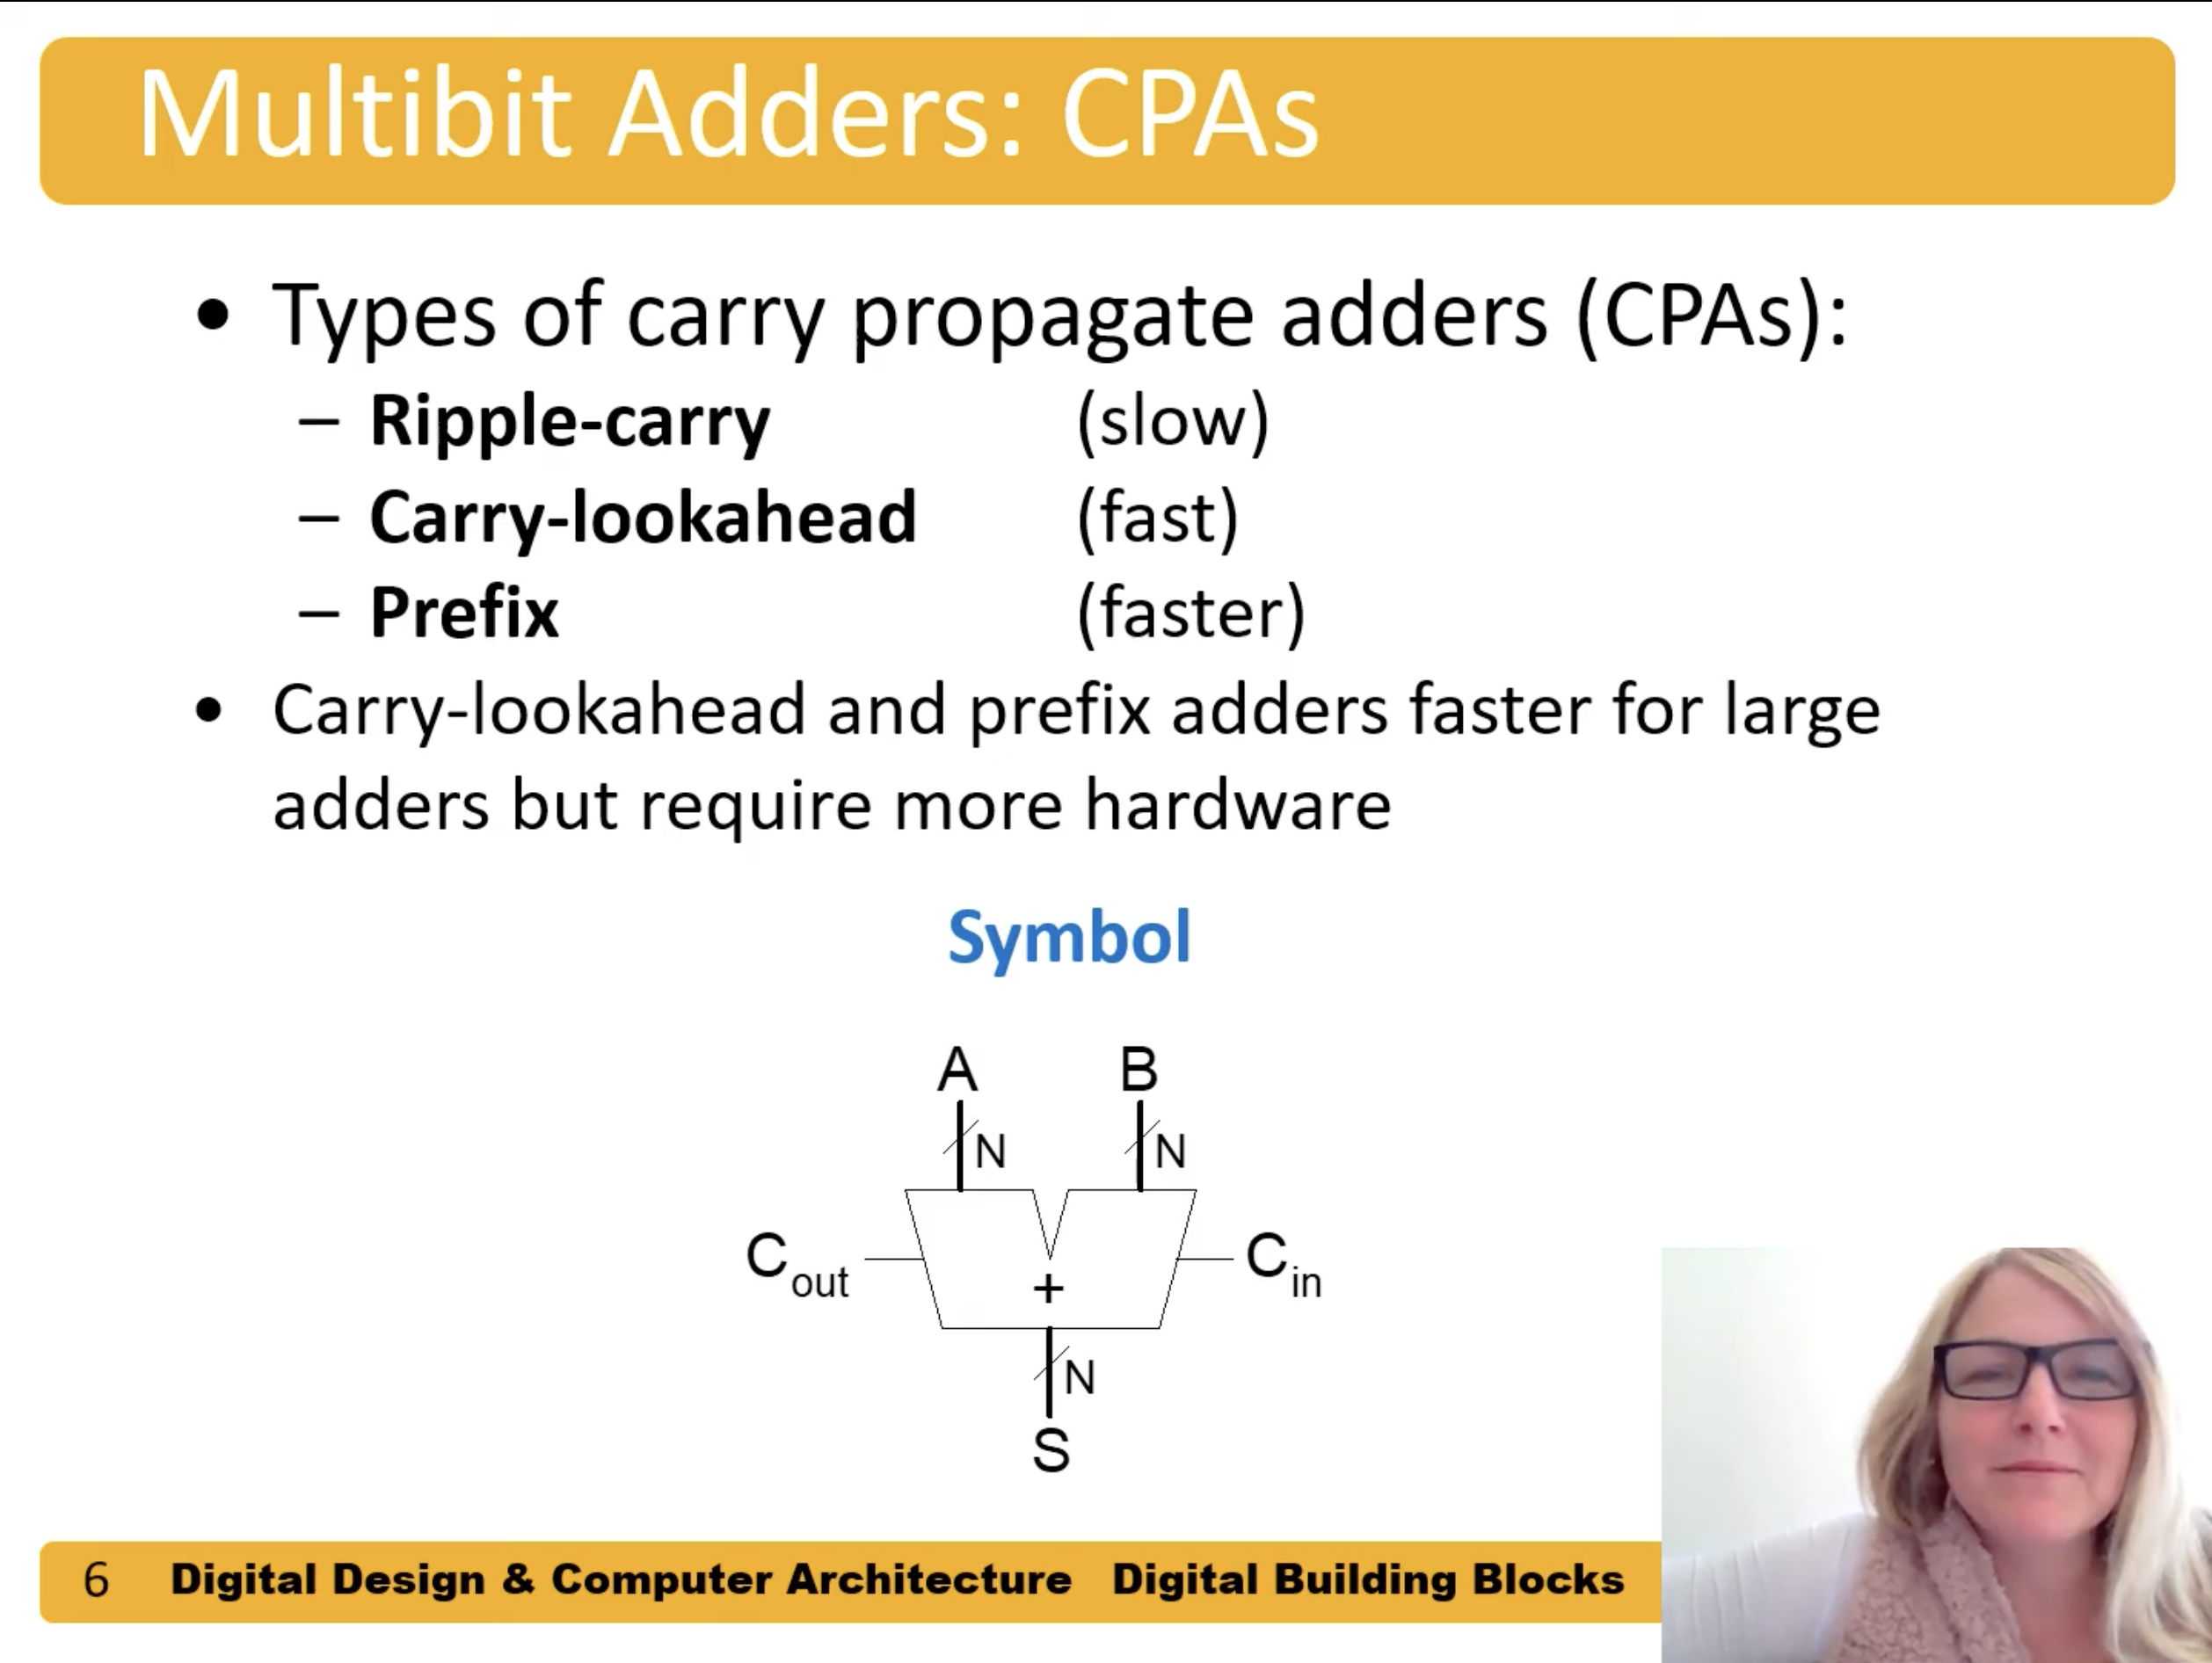 Multibit Adders: CPAs
• Types of carry propagate adders (CPAs):
– Ripple-carry (slow)
– Carry-lookahead (fast)
– Prefix (faster)
• Carry-lookahead and prefix adders faster for large
adders but require more hardware
Symbol
A B
N N
C out C in
+
N
S
6 Digital Design & Computer Architecture Digital Building Blocks